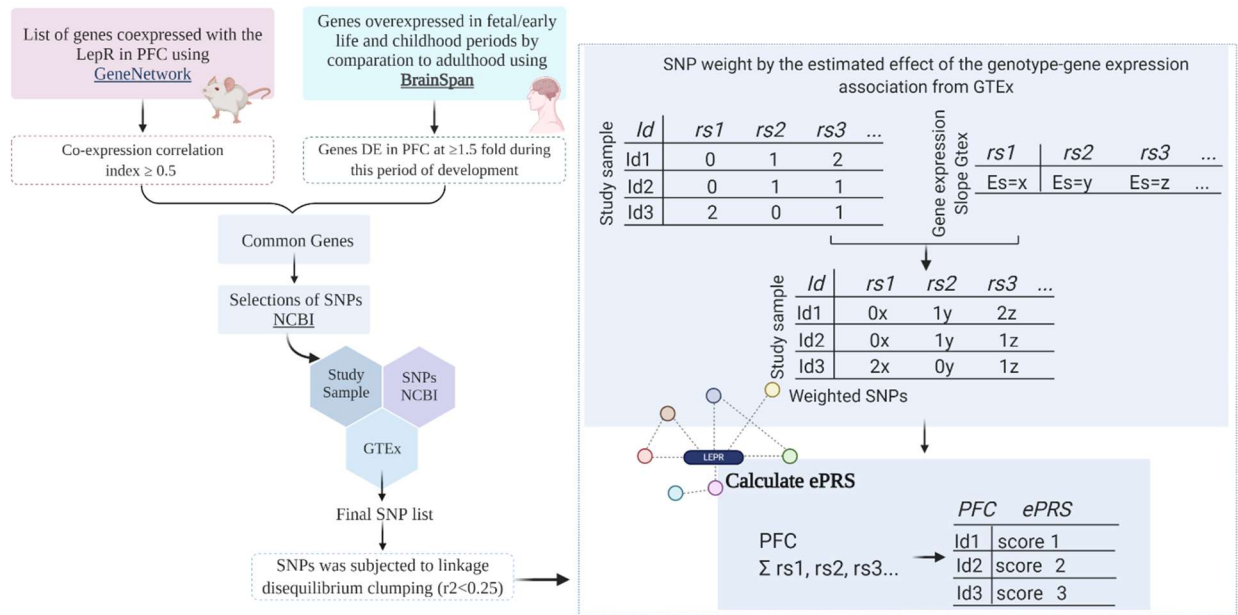 List of genes coexpressed with the
LepR in PFC using
GeneNetwork
Genes overexpressed in fetal/early
life and childhood periods by
comparation to adulthood using
BrainSpan
Co-expression correlation
index ≥ 0.5
Genes DE in PFC at ≥1.5 fold during
this period of development
Common Genes
Selections of SNPs
NCBI
Study
Sample
SNPs
NCBI
GTEx
Final SNP list
SNPs was subjected to linkage
disequilibrium clumping (r2<0.25)
SNP weight by the estimated effect of the genotype-gene expression
association from GTEx
Study sample
Id rs1 rs2 rs3 ...
Id1 0 1 2
Id2 0 1 1
Id3 2 0 1
Gene expression
Slope Gtex
rs1 rs2 rs3 ...
Es=x Es=y Es=z ...
Study sample
Id rs1 rs2 rs3 ...
Id1 0x 1y 2z
Id2 0x 1y 1z
Id3 2x 0y 1z
Weighted SNPs
LEPR
Calculate ePRS
PFC
Σ rs1, rs2, rs3...
PFC ePRS
Id1 score 1
Id2 score 2
Id3 score 3